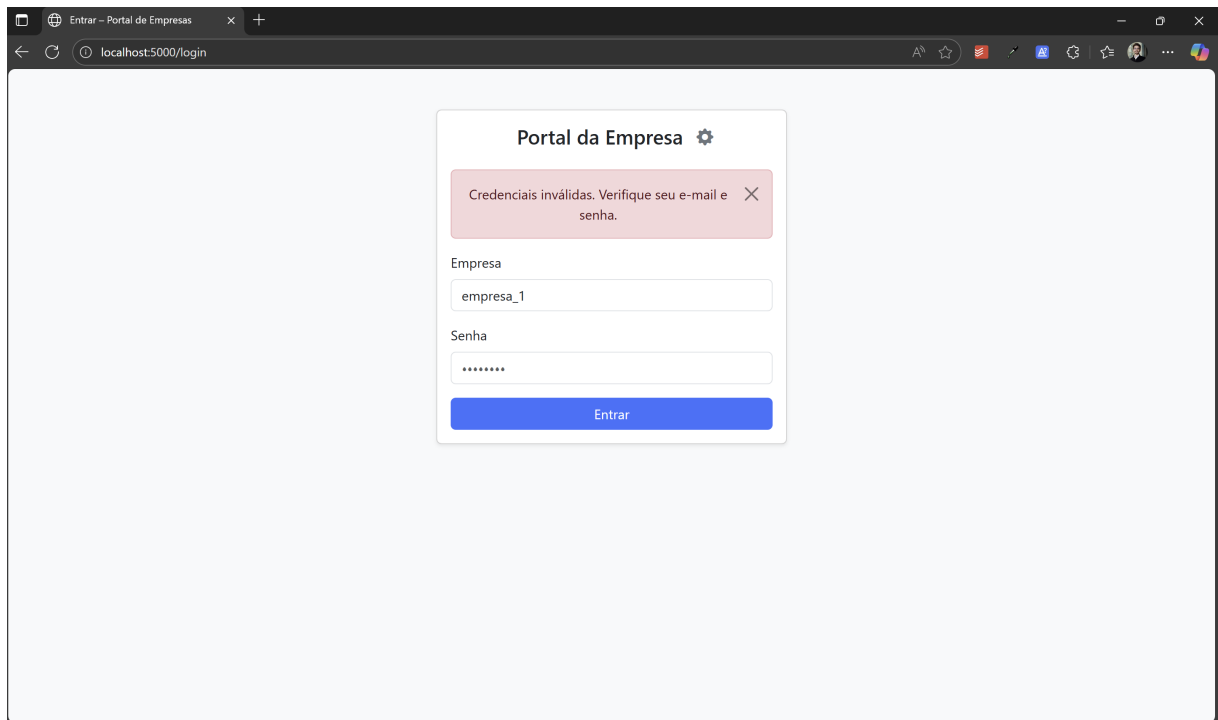 Entrar – Portal de Empresas
localhost:5000/login
Portal da Empresa
Credenciais inválidas. Verifique seu e-mail e
senha.
Empresa
empresa_1
Senha
••••••••
Entrar